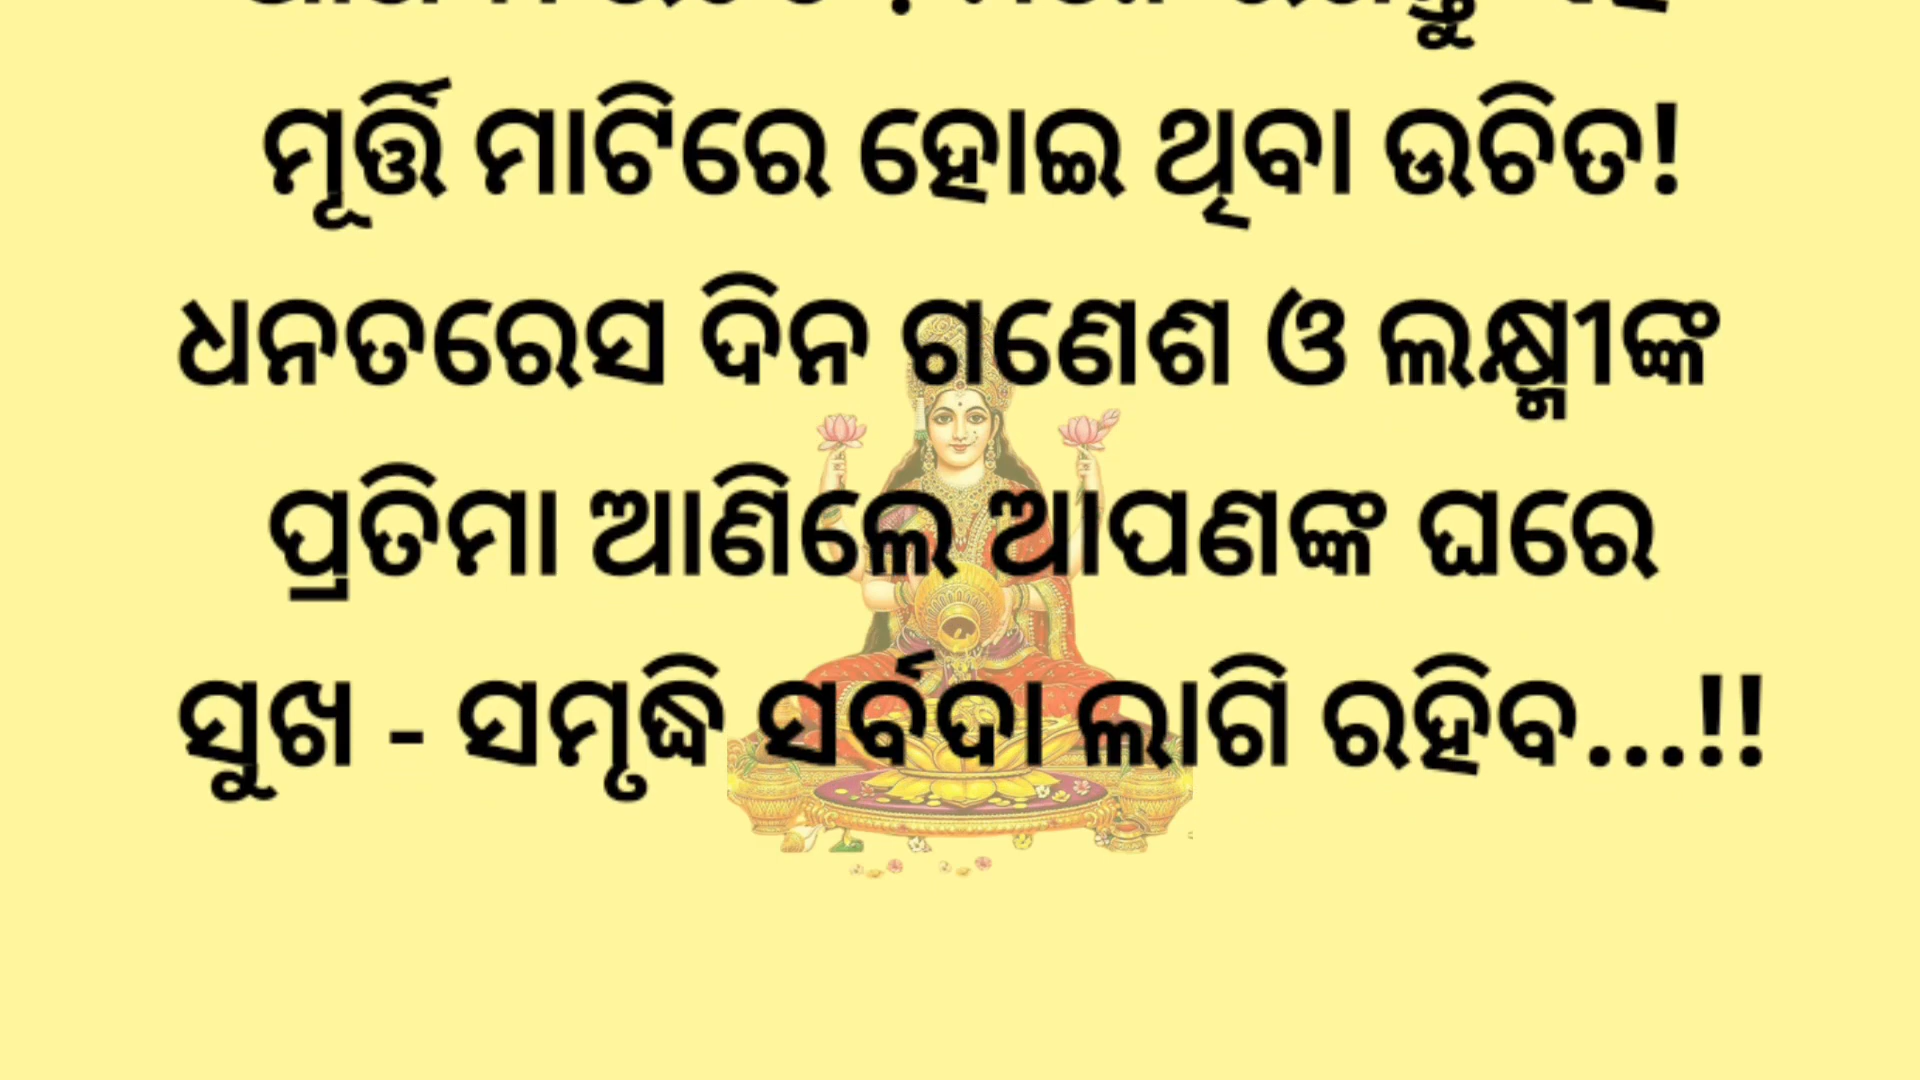 ମୂର୍ତ୍ତି ମାଟିରେ ହୋଇ ଥିବା ଉଚିତ!
ଧନତରେସ ଦିନ ଗଣେଶ ଓ ଲକ୍ଷ୍ମୀଙ୍କ
ପ୍ରତିମା ଆଣିଲେ ଆପଣଙ୍କ ଘରେ
ସୁଖ - ସମୃଦ୍ଧି ସର୍ବଦା ଲାଗି ରହିବ...!!